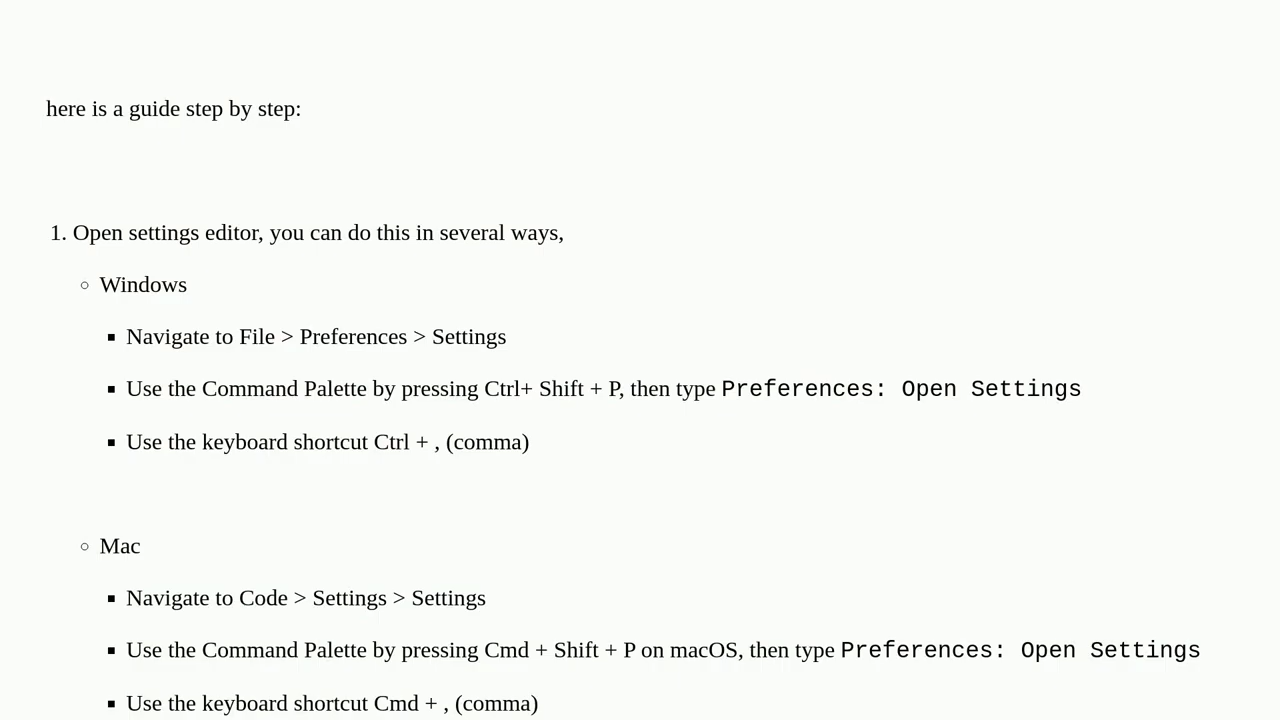 here is a guide step by step:
1. Open settings editor, you can do this in several ways,
Windows
Navigate to File > Preferences > Settings
Use the Command Palette by pressing Ctrl+ Shift + P, then type Preferences: Open Settings
Use the keyboard shortcut Ctrl + , (comma)
Mac
Navigate to Code > Settings > Settings
Use the Command Palette by pressing Cmd + Shift + P on macOS, then type Preferences: Open Settings
Use the keyboard shortcut Cmd + , (comma)